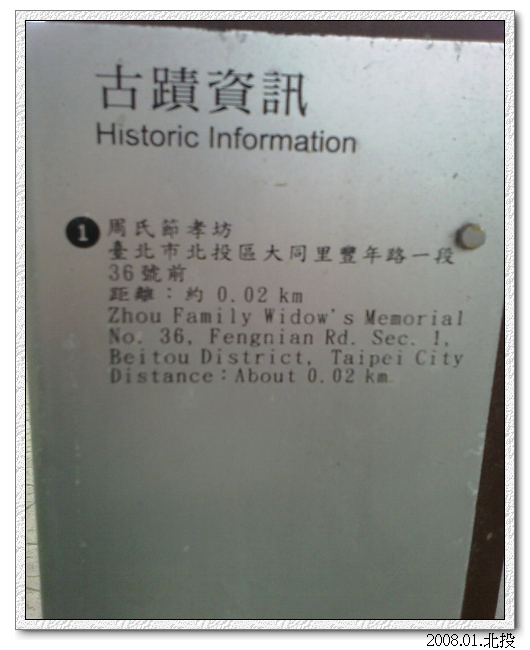 古蹟資訊
Historic Information
1 周氏節孝坊
臺北市北投區大同里豐年路一段
36號前
距離：約 0.02 km
Zhou Family Widow's Memorial
No. 36, Fengnian Rd. Sec. 1,
Beitou District, Taipei City
Distance：About 0.02 km
2008.01.北投